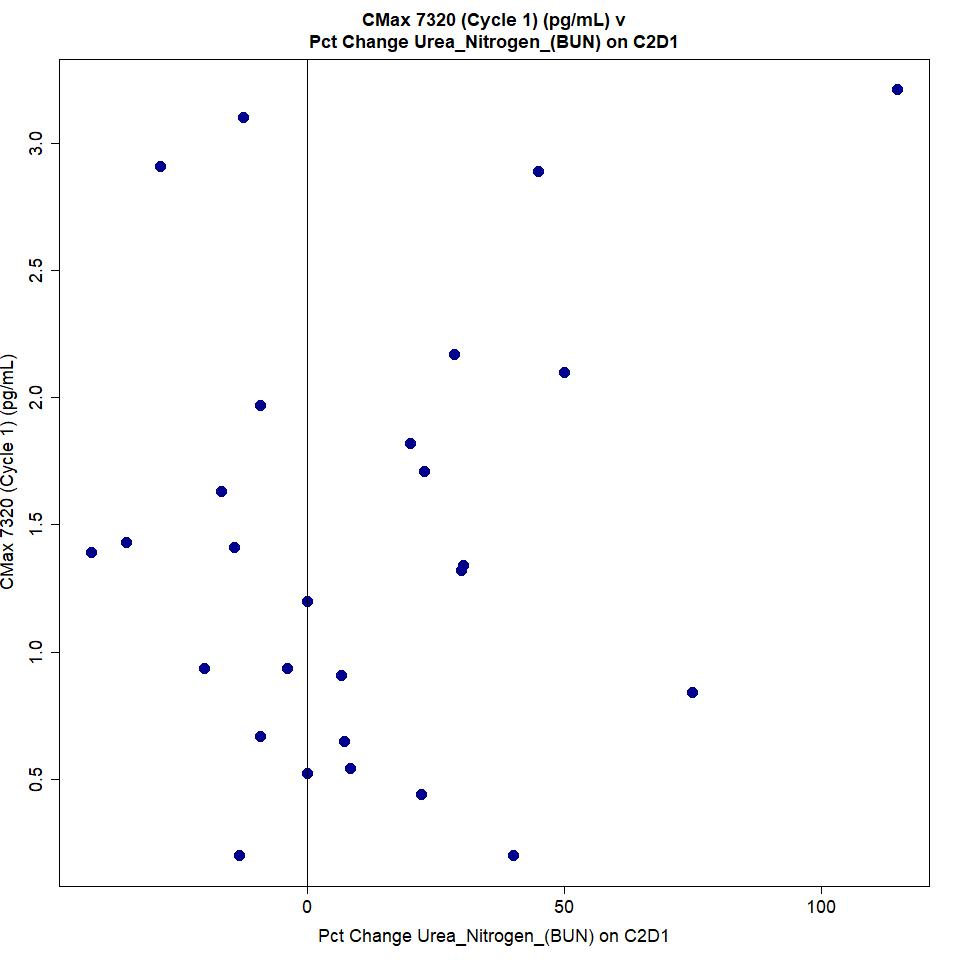 CMax 7320 (Cycle 1) (pg/mL) v
Pct Change Urea_Nitrogen_(BUN) on C2D1
CMax 7320 (Cycle 1) (pg/mL)
3.0
2.5
2.0
1.5
1.0
0.5
0
50
100
Pct Change Urea_Nitrogen_(BUN) on C2D1